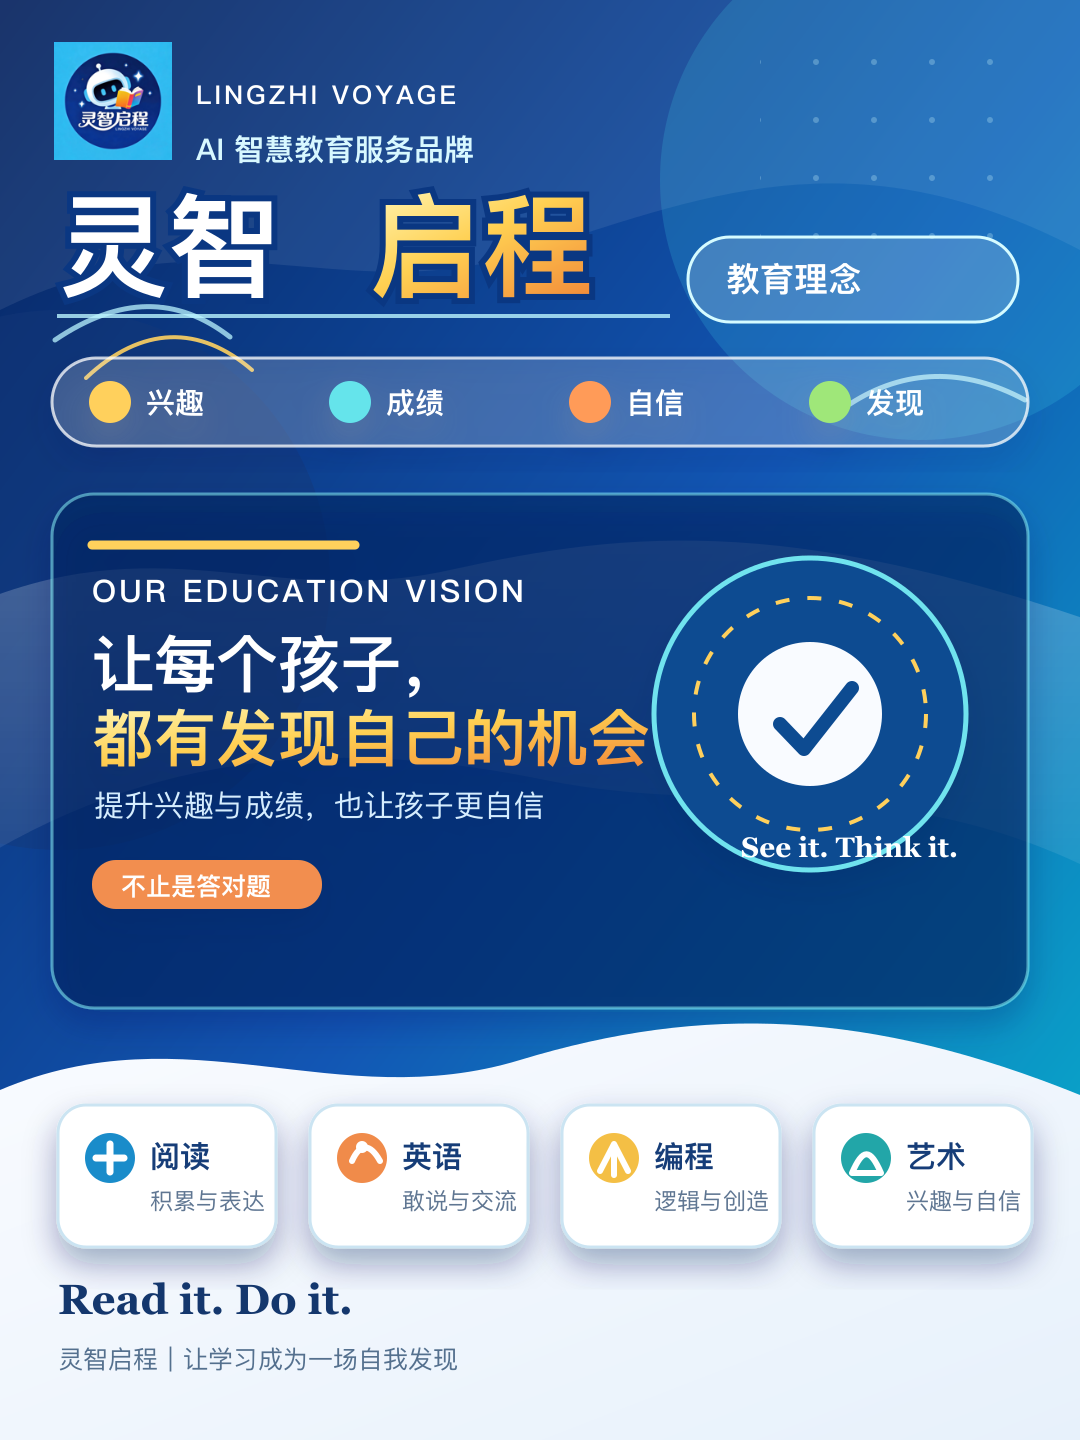 灵智启程
LINGZHI VOYAGE
LINGZHI VOYAGE
AI 智慧教育服务品牌
灵智 启程
教育理念
兴趣 成绩 自信 发现
OUR EDUCATION VISION
让每个孩子，
都有发现自己的机会
提升兴趣与成绩，也让孩子更自信
See it. Think it.
不止是答对题
阅读 英语 编程 艺术
积累与表达 敢说与交流 逻辑与创造 兴趣与自信
Read it. Do it.
灵智启程｜让学习成为一场自我发现